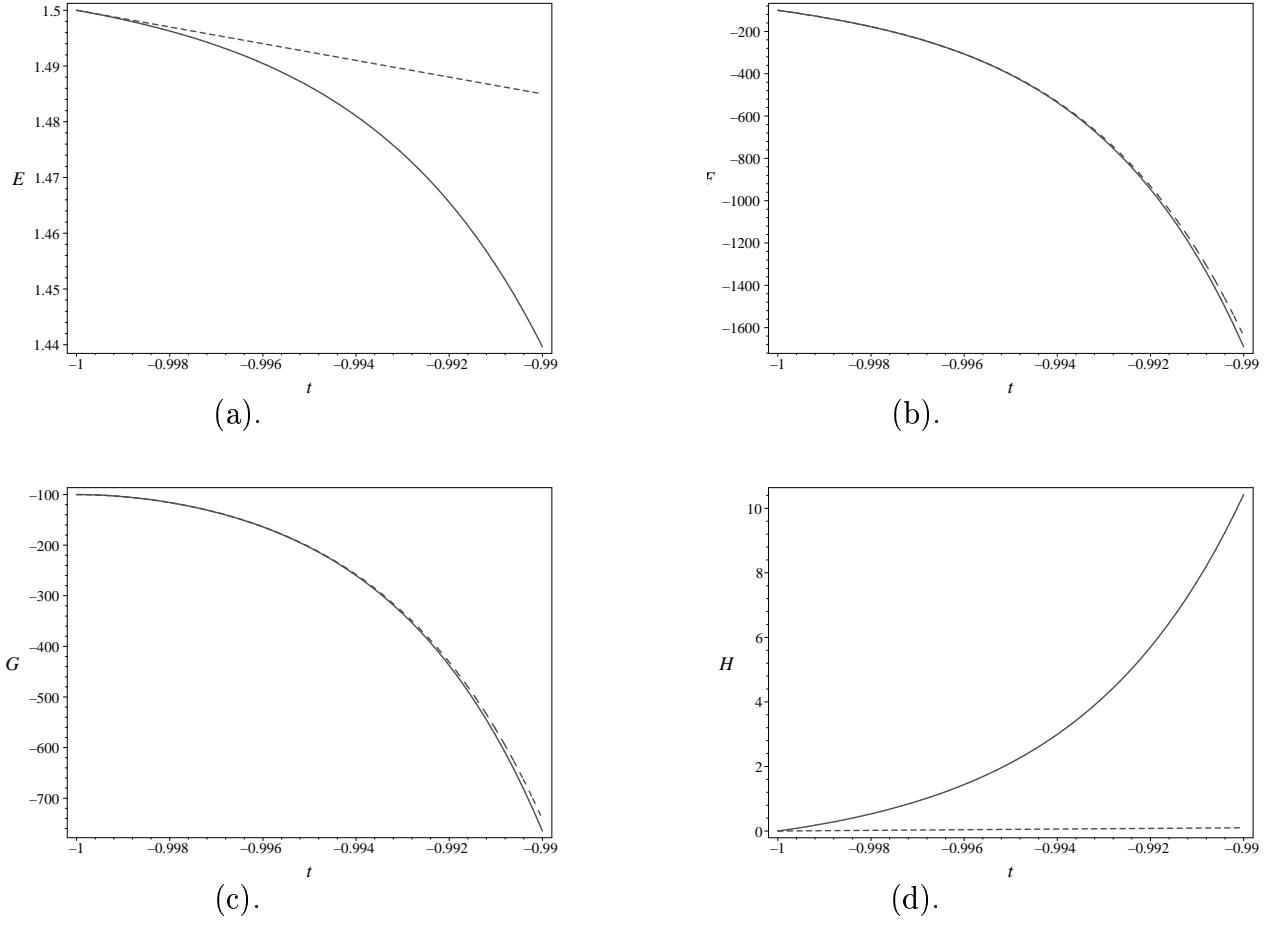 1.5
1.49
1.48
E 1.47
1.46
1.45
1.44
–1 –0.998 –0.996 –0.994 –0.992 –0.99
t
(a).
–200
–400
–600
–800
F
–1000
–1200
–1400
–1600
–1 –0.998 –0.996 –0.994 –0.992 –0.99
t
(b).
–100
–200
–300
–400
G
–500
–600
–700
–1 –0.998 –0.996 –0.994 –0.992 –0.99
t
(c).
10
8
6
H
4
2
0
–1 –0.998 –0.996 –0.994 –0.992 –0.99
t
(d).